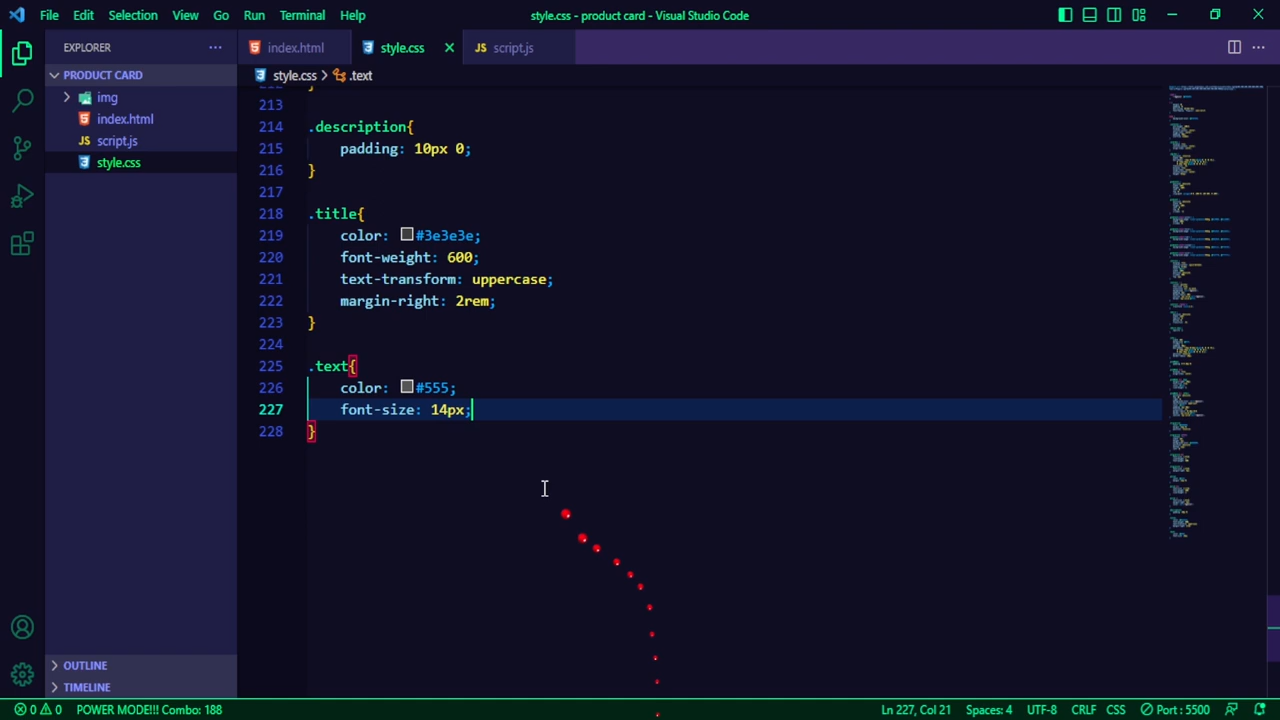 File Edit Selection View Go Run Terminal Help
style.css - product card - Visual Studio Code
EXPLORER
index.html
style.css
script.js
PRODUCT CARD
style.css > .text
img
index.html
script.js
style.css
213
214 .description{
215 padding: 10px 0;
216 }
217
218 .title{
219 color: #3e3e3e;
220 font-weight: 600;
221 text-transform: uppercase;
222 margin-right: 2rem;
223 }
224
225 .text{
226 color: #555;
227 font-size: 14px;
228 }
OUTLINE
TIMELINE
0 0 POWER MODE!!! Combo: 188
Ln 227, Col 21 Spaces: 4 UTF-8 CRLF CSS Port : 5500